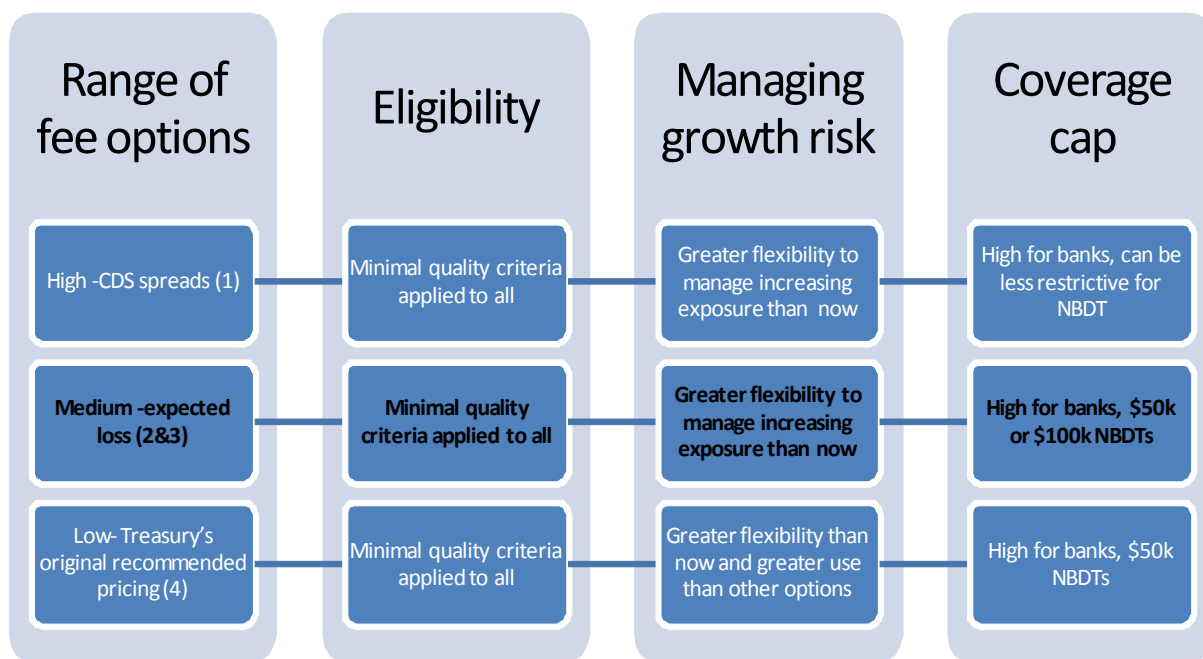 Range of
fee options
Eligibility
Managing
growth risk
Coverage
cap
High -CDS spreads (1)
Minimal quality criteria
applied to all
Greater flexibility to
manage increasing
exposure than now
High for banks, can be
less restrictive for
NBDT
Medium -expected
loss (2&3)
Minimal quality
criteria applied to all
Greater flexibility to
manage increasing
exposure than now
High for banks, $50k
or $100k NBDTs
Low- Treasury's
original recommended
pricing (4)
Minimal quality criteria
applied to all
Greater flexibility than
now and greater use
than other options
High for banks, $50k
NBDTs